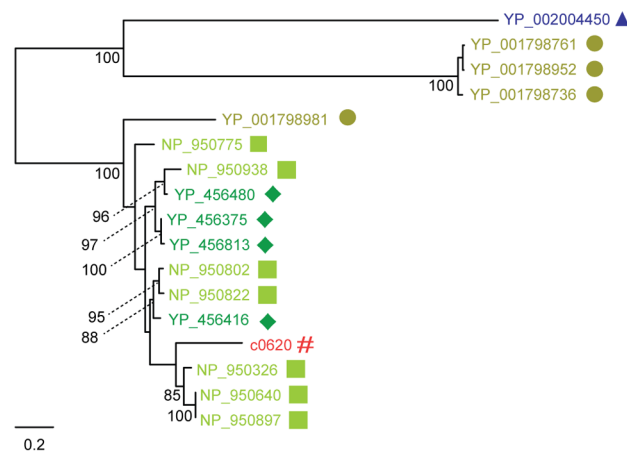 YP_002004450
YP_001798761
100
YP_001798952
100
YP_001798736
YP_001798981
NP_950775
100
NP_950938
YP_456480
96
YP_456375
97
YP_456813
100
NP_950802
NP_950822
95
YP_456416
88
c0620 #
NP_950326
85
NP_950640
100
NP_950897
0.2